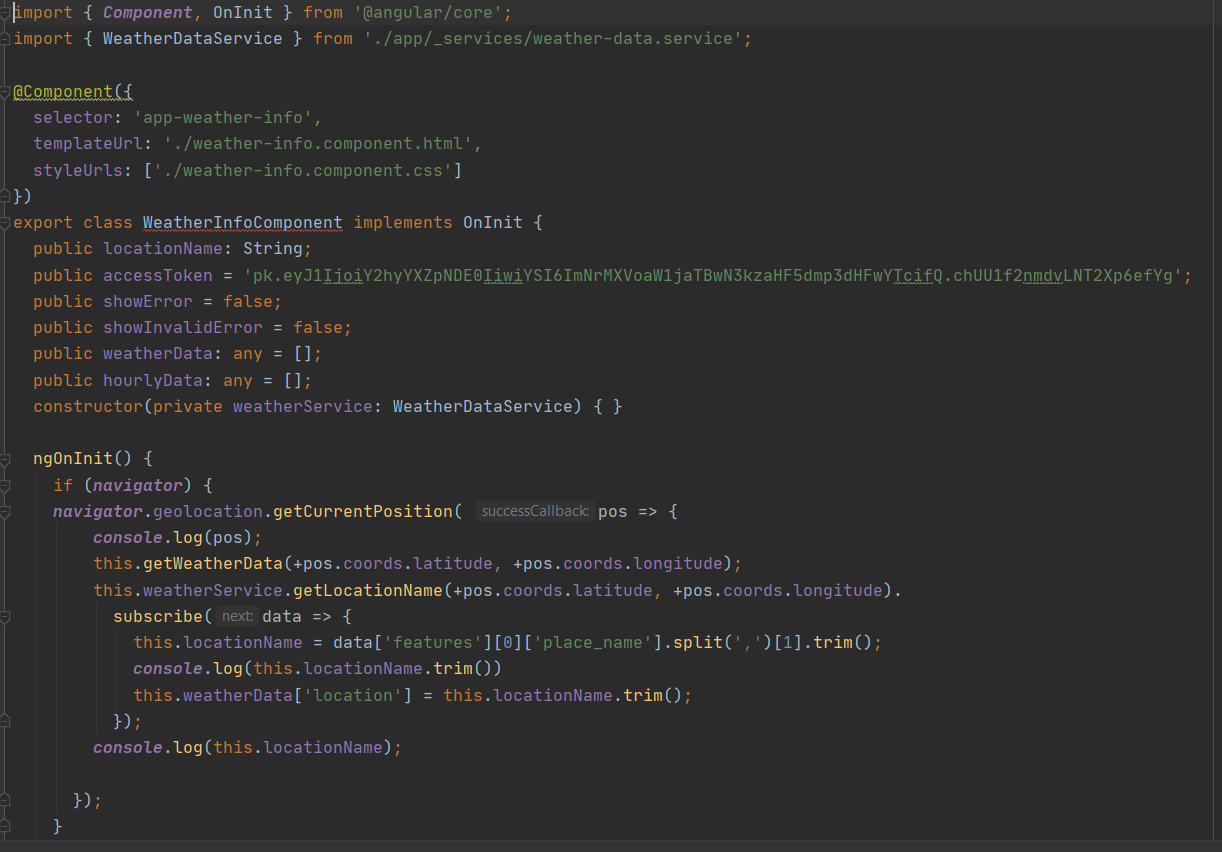 import { Component, OnInit } from '@angular/core';
import { WeatherDataService } from './app/_services/weather-data.service';

@Component({
  selector: 'app-weather-info',
  templateUrl: './weather-info.component.html',
  styleUrls: ['./weather-info.component.css']
})
export class WeatherInfoComponent implements OnInit {
  public locationName: String;
  public accessToken = 'pk.eyJ1IjoiY2hyYXZpNDE0IiwiYSI6ImNrMXVoaW1jaTBwN3kzaHF5dmp3dHFwYTcifQ.chUU1f2nmdvLNT2Xp6efYg';
  public showError = false;
  public showInvalidError = false;
  public weatherData: any = [];
  public hourlyData: any = [];
  constructor(private weatherService: WeatherDataService) { }

  ngOnInit() {
    if (navigator) {
    navigator.geolocation.getCurrentPosition( successCallback: pos => {
        console.log(pos);
        this.getWeatherData(+pos.coords.latitude, +pos.coords.longitude);
        this.weatherService.getLocationName(+pos.coords.latitude, +pos.coords.longitude).
          subscribe( next: data => {
            this.locationName = data['features'][0]['place_name'].split(',')[1].trim();
            console.log(this.locationName.trim())
            this.weatherData['location'] = this.locationName.trim();
          });
        console.log(this.locationName);

      });
    }